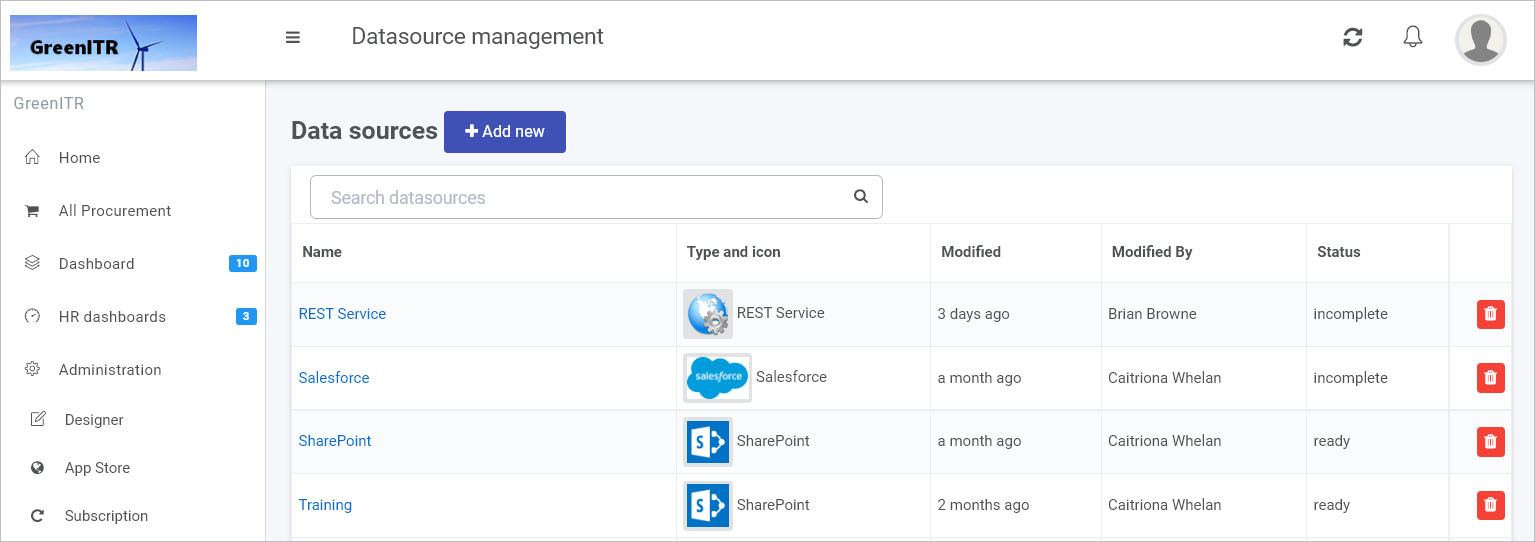 GreenITR
Datasource management
GreenITR
Home
All Procurement
Dashboard 10
HR dashboards 3
Administration
Designer
App Store
Subscription
Data sources
Add new
Search datasources
Name Type and icon Modified Modified By Status
REST Service REST Service 3 days ago Brian Browne incomplete
Salesforce salesforce Salesforce a month ago Caitriona Whelan incomplete
SharePoint S SharePoint a month ago Caitriona Whelan ready
Training S SharePoint 2 months ago Caitriona Whelan ready